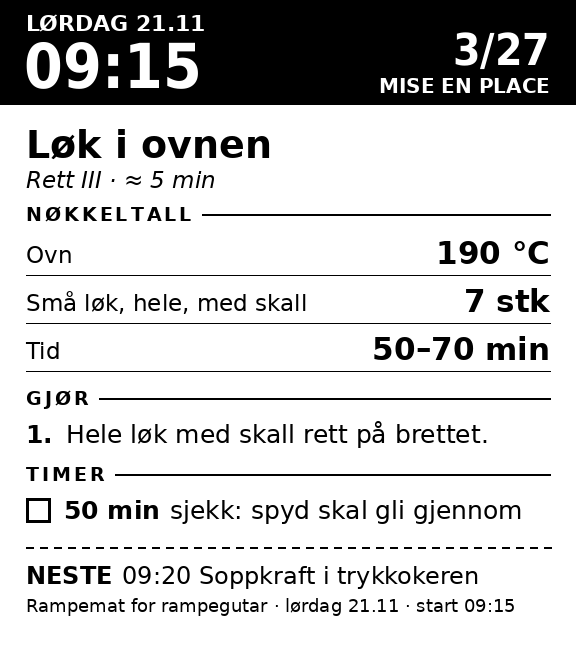 LØRDAG 21.11
09:15
3/27
MISE EN PLACE
Løk i ovnen
Rett III · ≈ 5 min
NØKKELTALL
Ovn 190 °C
Små løk, hele, med skall 7 stk
Tid 50–70 min
GJØR
1. Hele løk med skall rett på brettet.
TIMER
50 min sjekk: spyd skal gli gjennom
NESTE 09:20 Soppkraft i trykkokeren
Rampemat for rampegutar · lørdag 21.11 · start 09:15